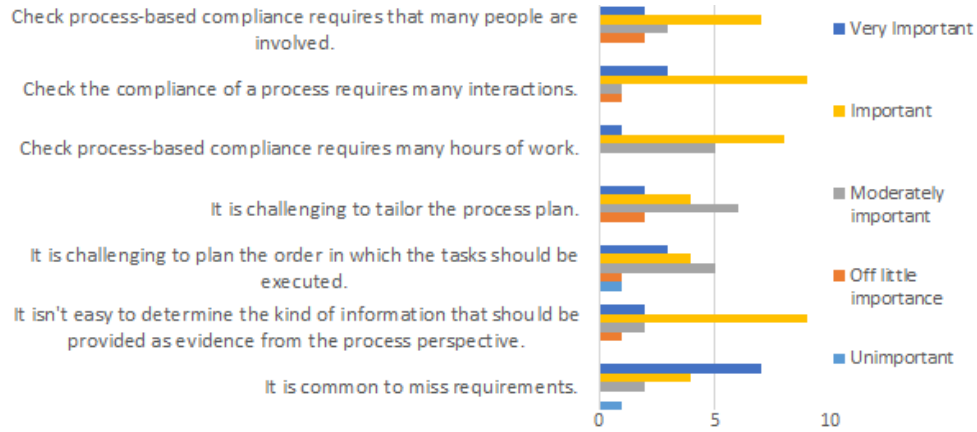 Check process-based compliance requires that many people are
involved.
Check the compliance of a process requires many interactions.
Check process-based compliance requires many hours of work.
It is challenging to tailor the process plan.
It is challenging to plan the order in which the tasks should be
executed.
It isn't easy to determine the kind of information that should be
provided as evidence from the process perspective.
It is common to miss requirements.
0 5 10
Very Important
Important
Moderately
important
Off little
importance
Unimportant